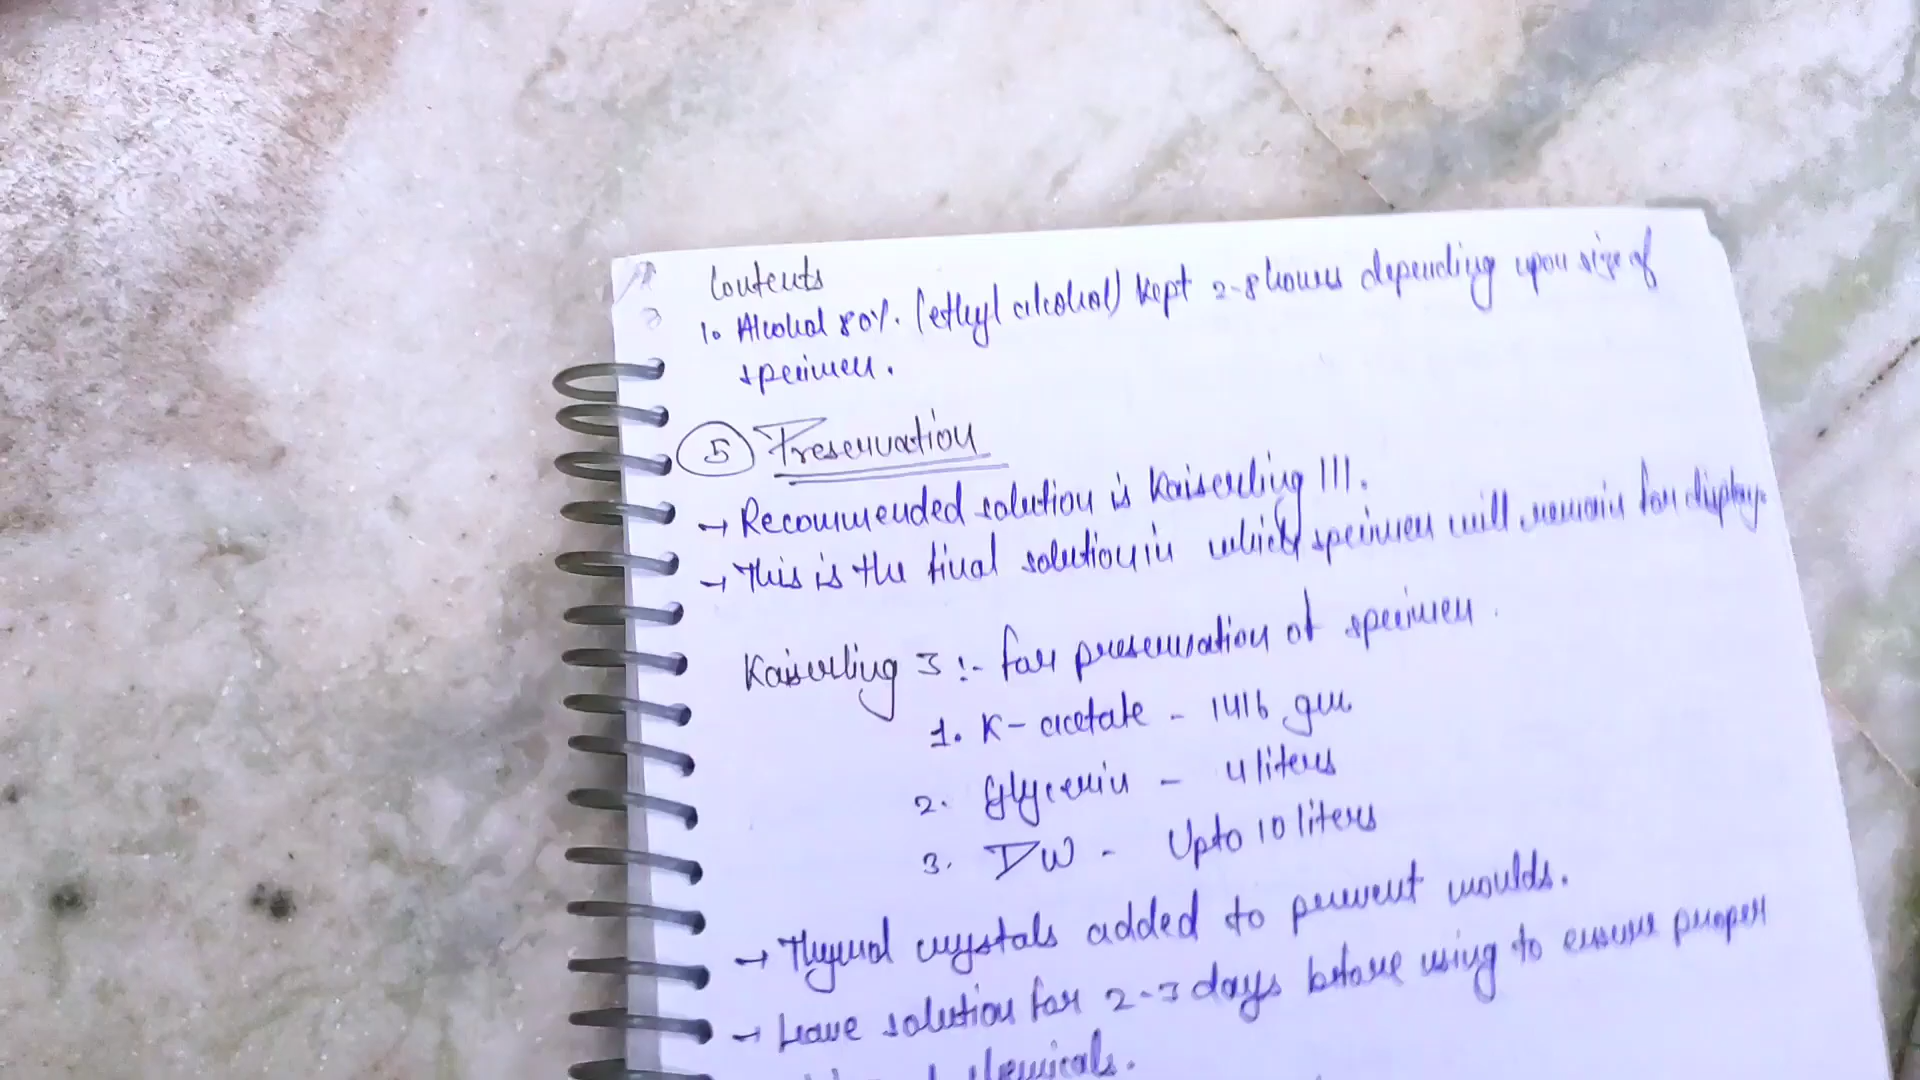 Contents
1. Alcohol 80%. (ethyl alcohol) kept 2-8 hours depending upon size of
specimen.
5 Preservation
→ Recommended solution is Kaiserling III.
→ This is the final solution in which specimen will remain for display.
Kaiserling 3 :- for preservation of specimen.
1. K- acetate - 1416 gm
2. Glycerin - 4 liters
3. DW - Upto 10 liters
→ Thymol crystals added to prevent moulds.
→ Leave solution for 2-3 days before using to ensure proper
chemicals.